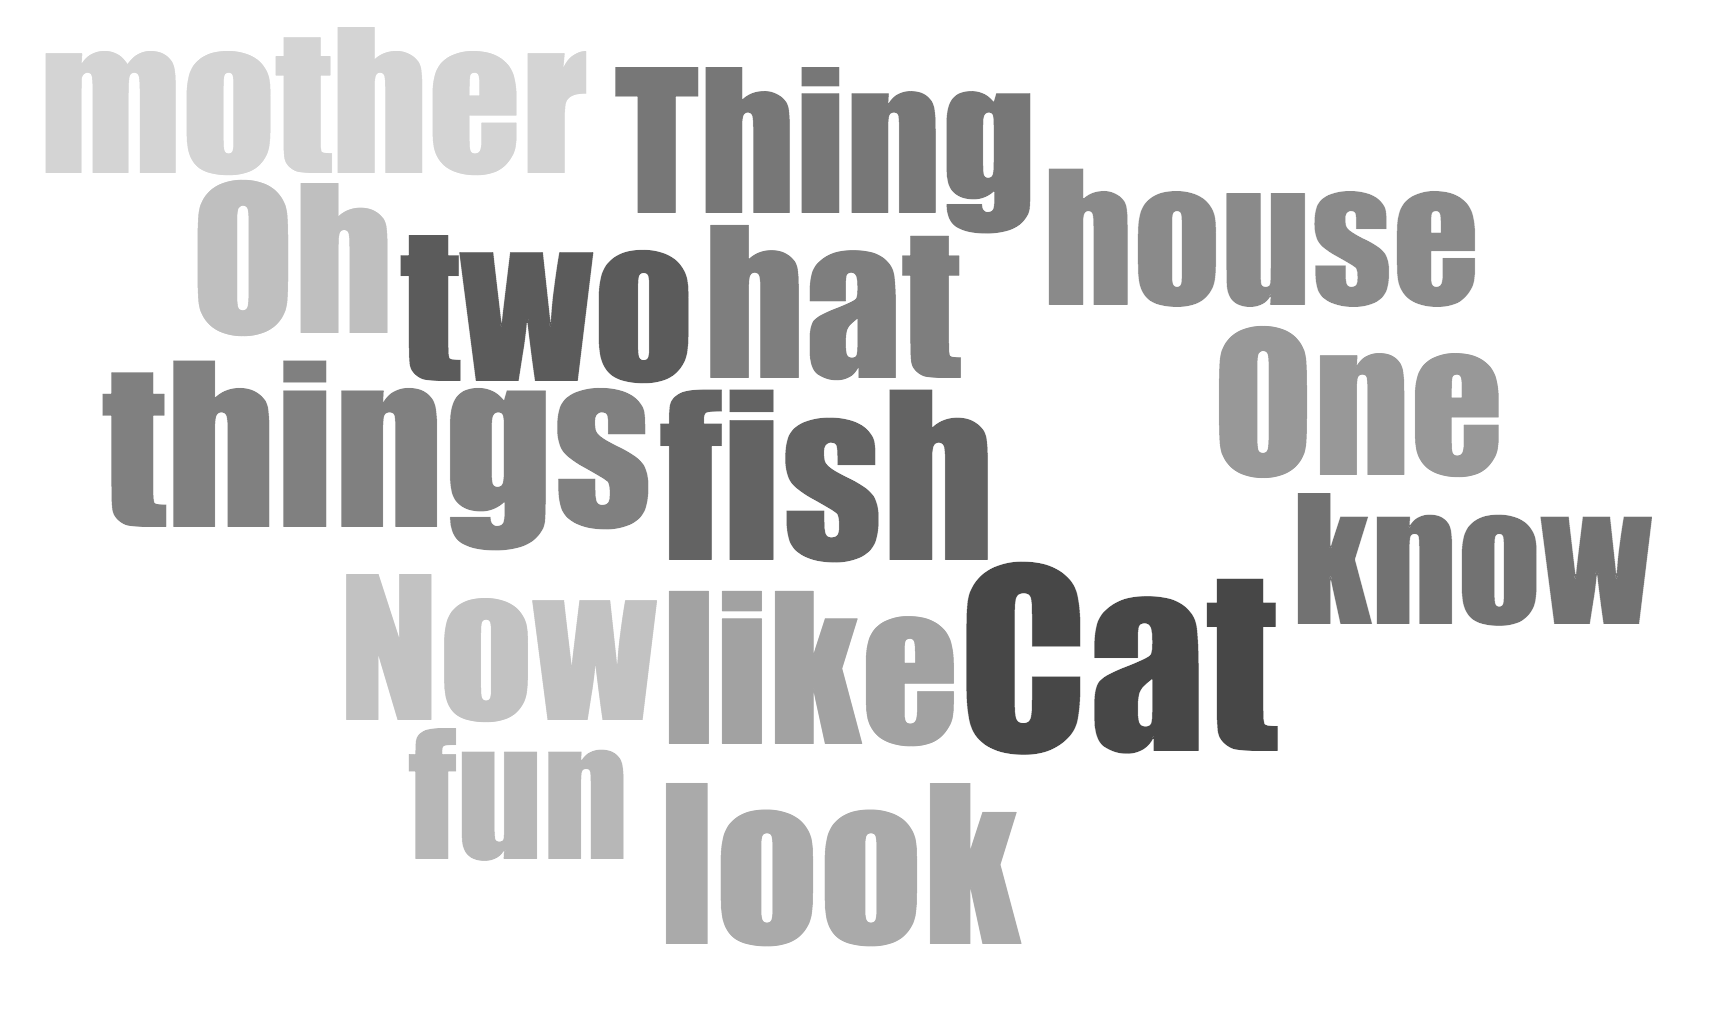 mother Thing
Oh two hat house
things fish One
Now like Cat know
fun look